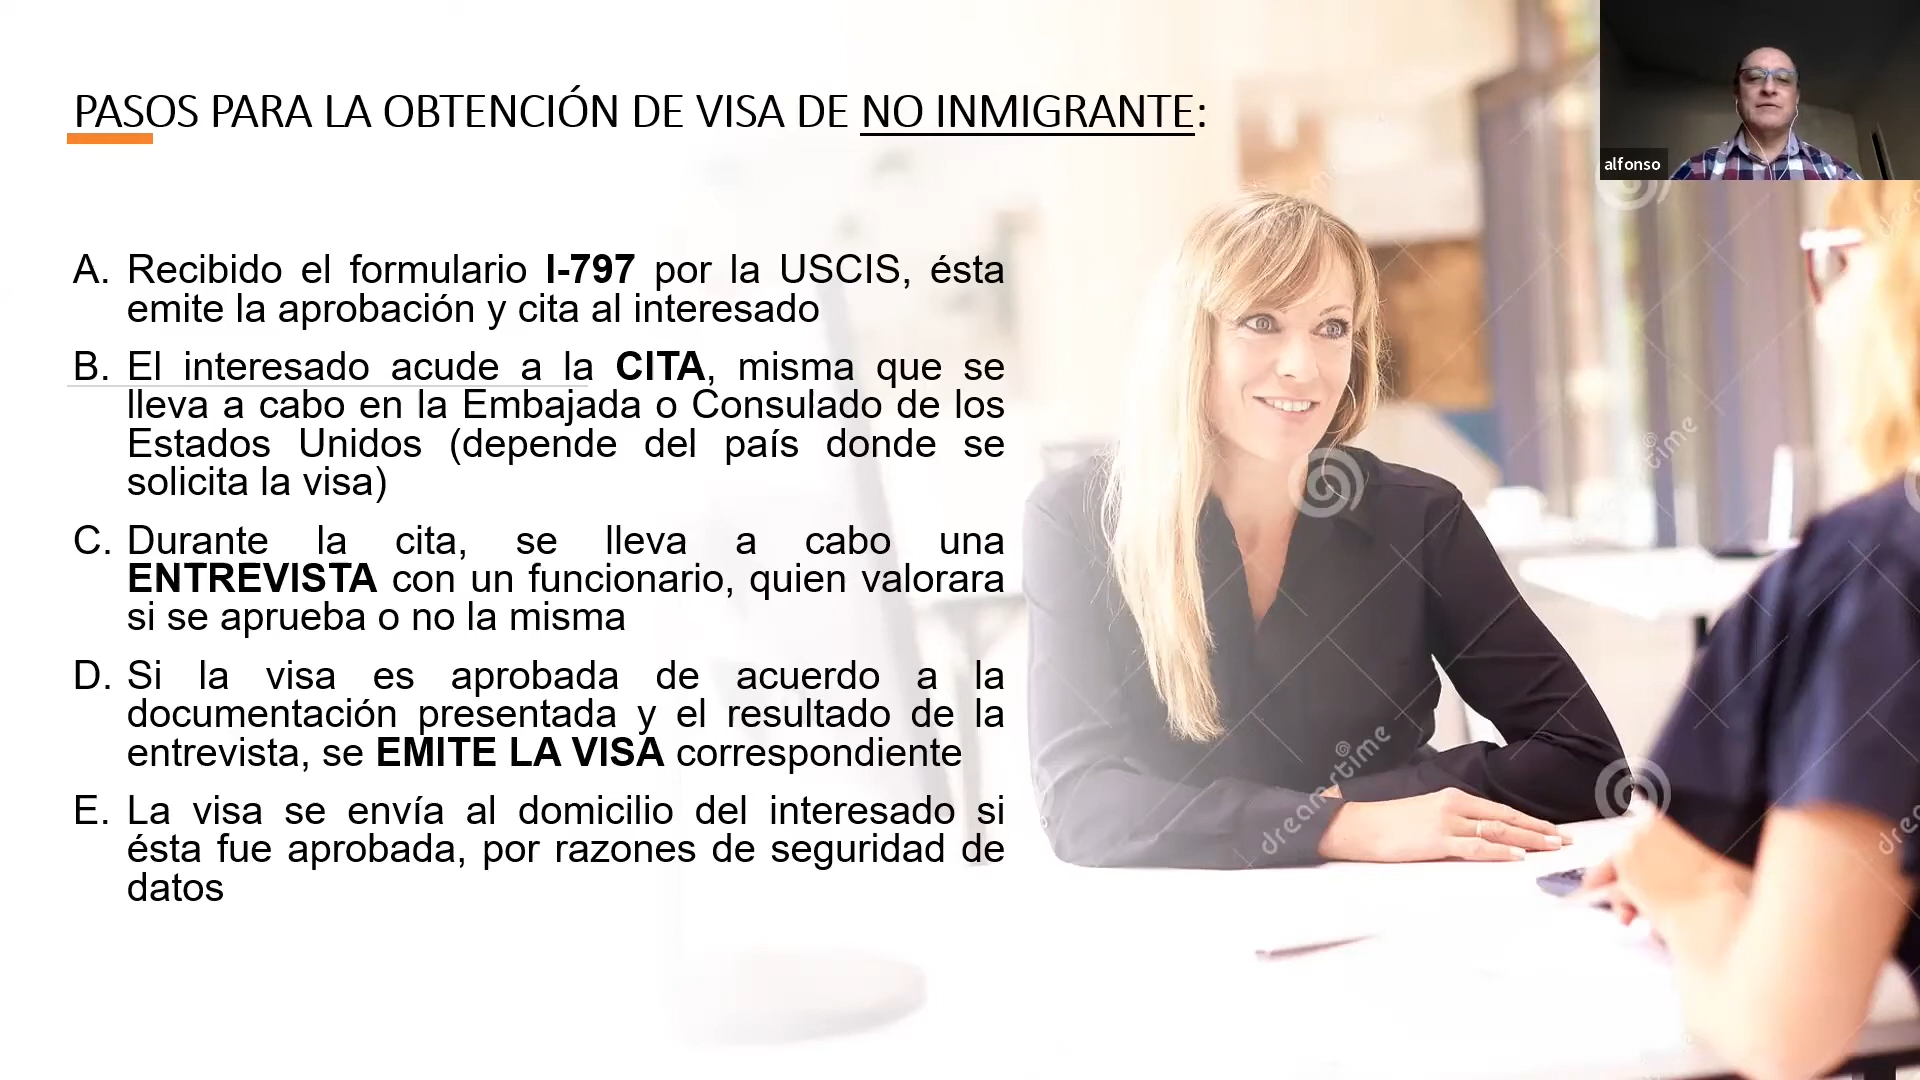 PASOS PARA LA OBTENCIÓN DE VISA DE NO INMIGRANTE:
alfonso
A. Recibido el formulario I-797 por la USCIS, ésta
emite la aprobación y cita al interesado
B. El interesado acude a la CITA, misma que se
lleva a cabo en la Embajada o Consulado de los
Estados Unidos (depende del país donde se
solicita la visa)
C. Durante la cita, se lleva a cabo una
ENTREVISTA con un funcionario, quien valorara
si se aprueba o no la misma
D. Si la visa es aprobada de acuerdo a la
documentación presentada y el resultado de la
entrevista, se EMITE LA VISA correspondiente
E. La visa se envía al domicilio del interesado si
ésta fue aprobada, por razones de seguridad de
datos
dreamstime